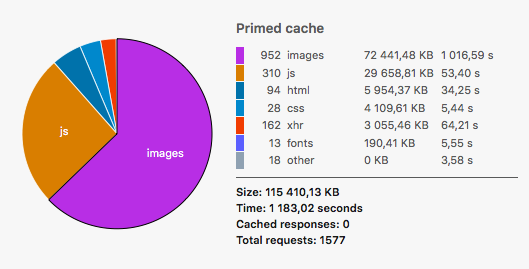 Primed cache
952 images 72 441,48 KB 1 016,59 s
310 js 29 658,81 KB 53,40 s
94 html 5 954,37 KB 34,25 s
28 css 4 109,61 KB 5,44 s
162 xhr 3 055,46 KB 64,21 s
13 fonts 190,41 KB 5,55 s
18 other 0 KB 3,58 s
Size: 115 410,13 KB
Time: 1 183,02 seconds
Cached responses: 0
Total requests: 1577
js
images